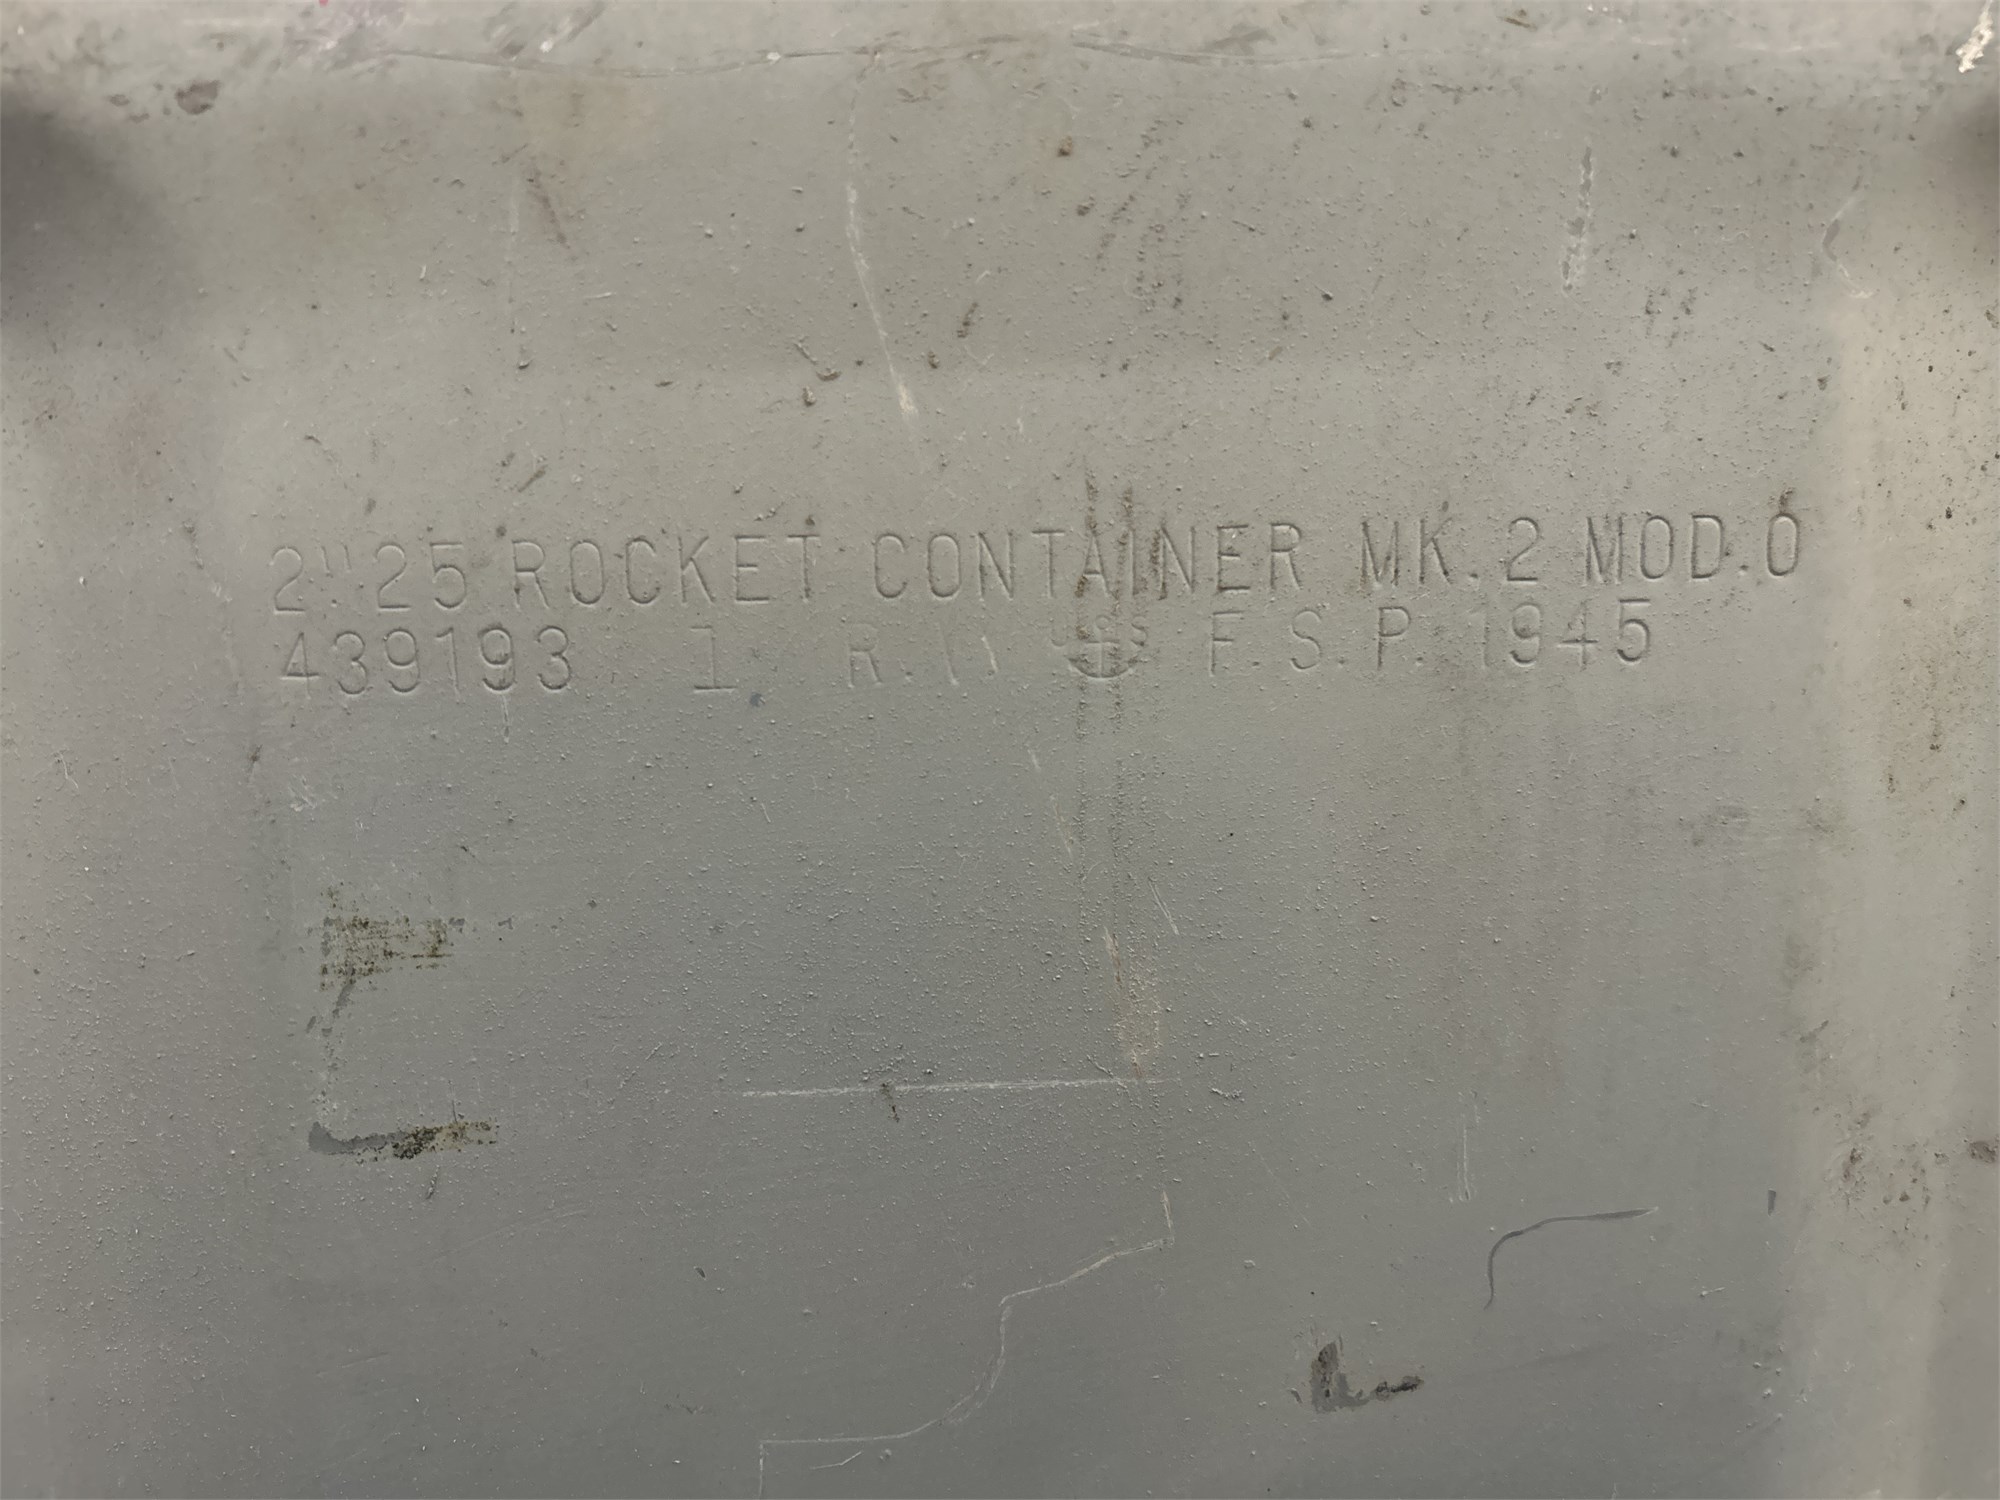 2".25 ROCKET CONTAINER MK.2 MOD.0
439193 1 F.S.P. 1945